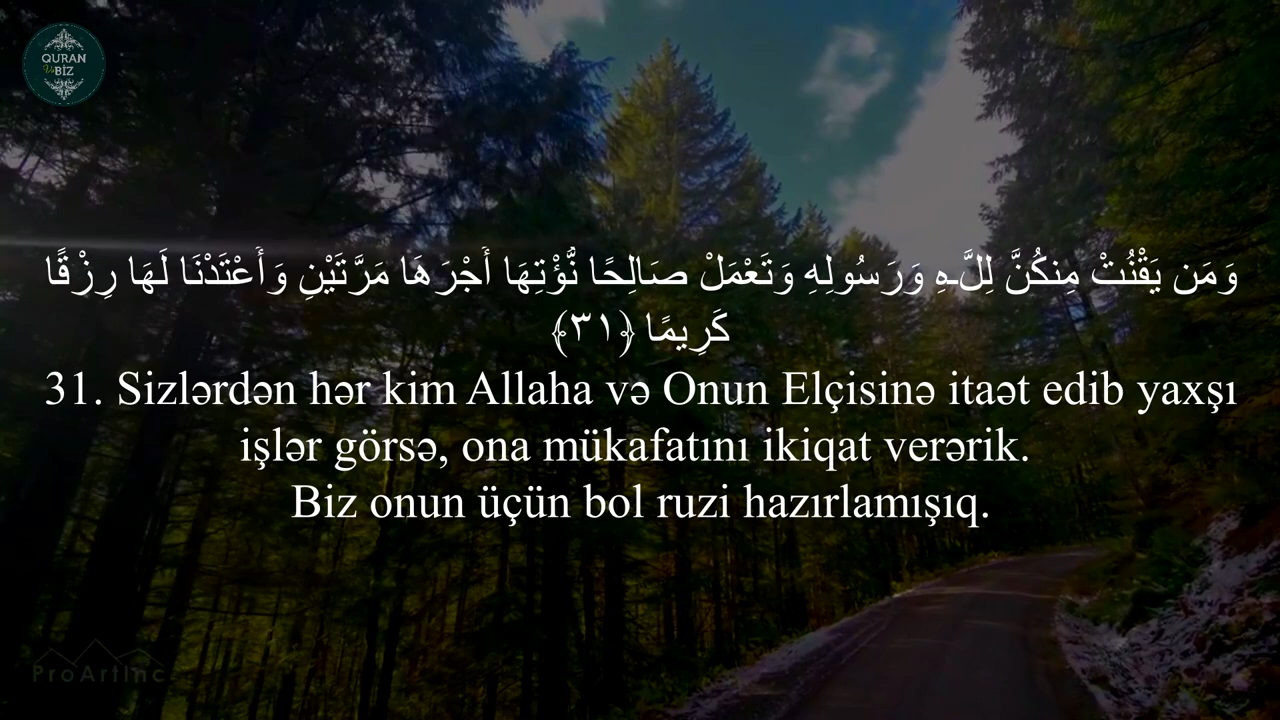 QURAN
Və
BİZ
وَمَن يَقْنُتْ مِنكُنَّ لِلَّـهِ وَرَسُولِهِ وَتَعْمَلْ صَالِحًا نُّؤْتِهَا أَجْرَهَا مَرَّتَيْنِ وَأَعْتَدْنَا لَهَا رِزْقًا
كَرِيمًا ﴿٣١﴾
31. Sizlərdən hər kim Allaha və Onun Elçisinə itaət edib yaxşı
işlər görsə, ona mükafatını ikiqat verərik.
Biz onun üçün bol ruzi hazırlamışıq.
ProArtInc